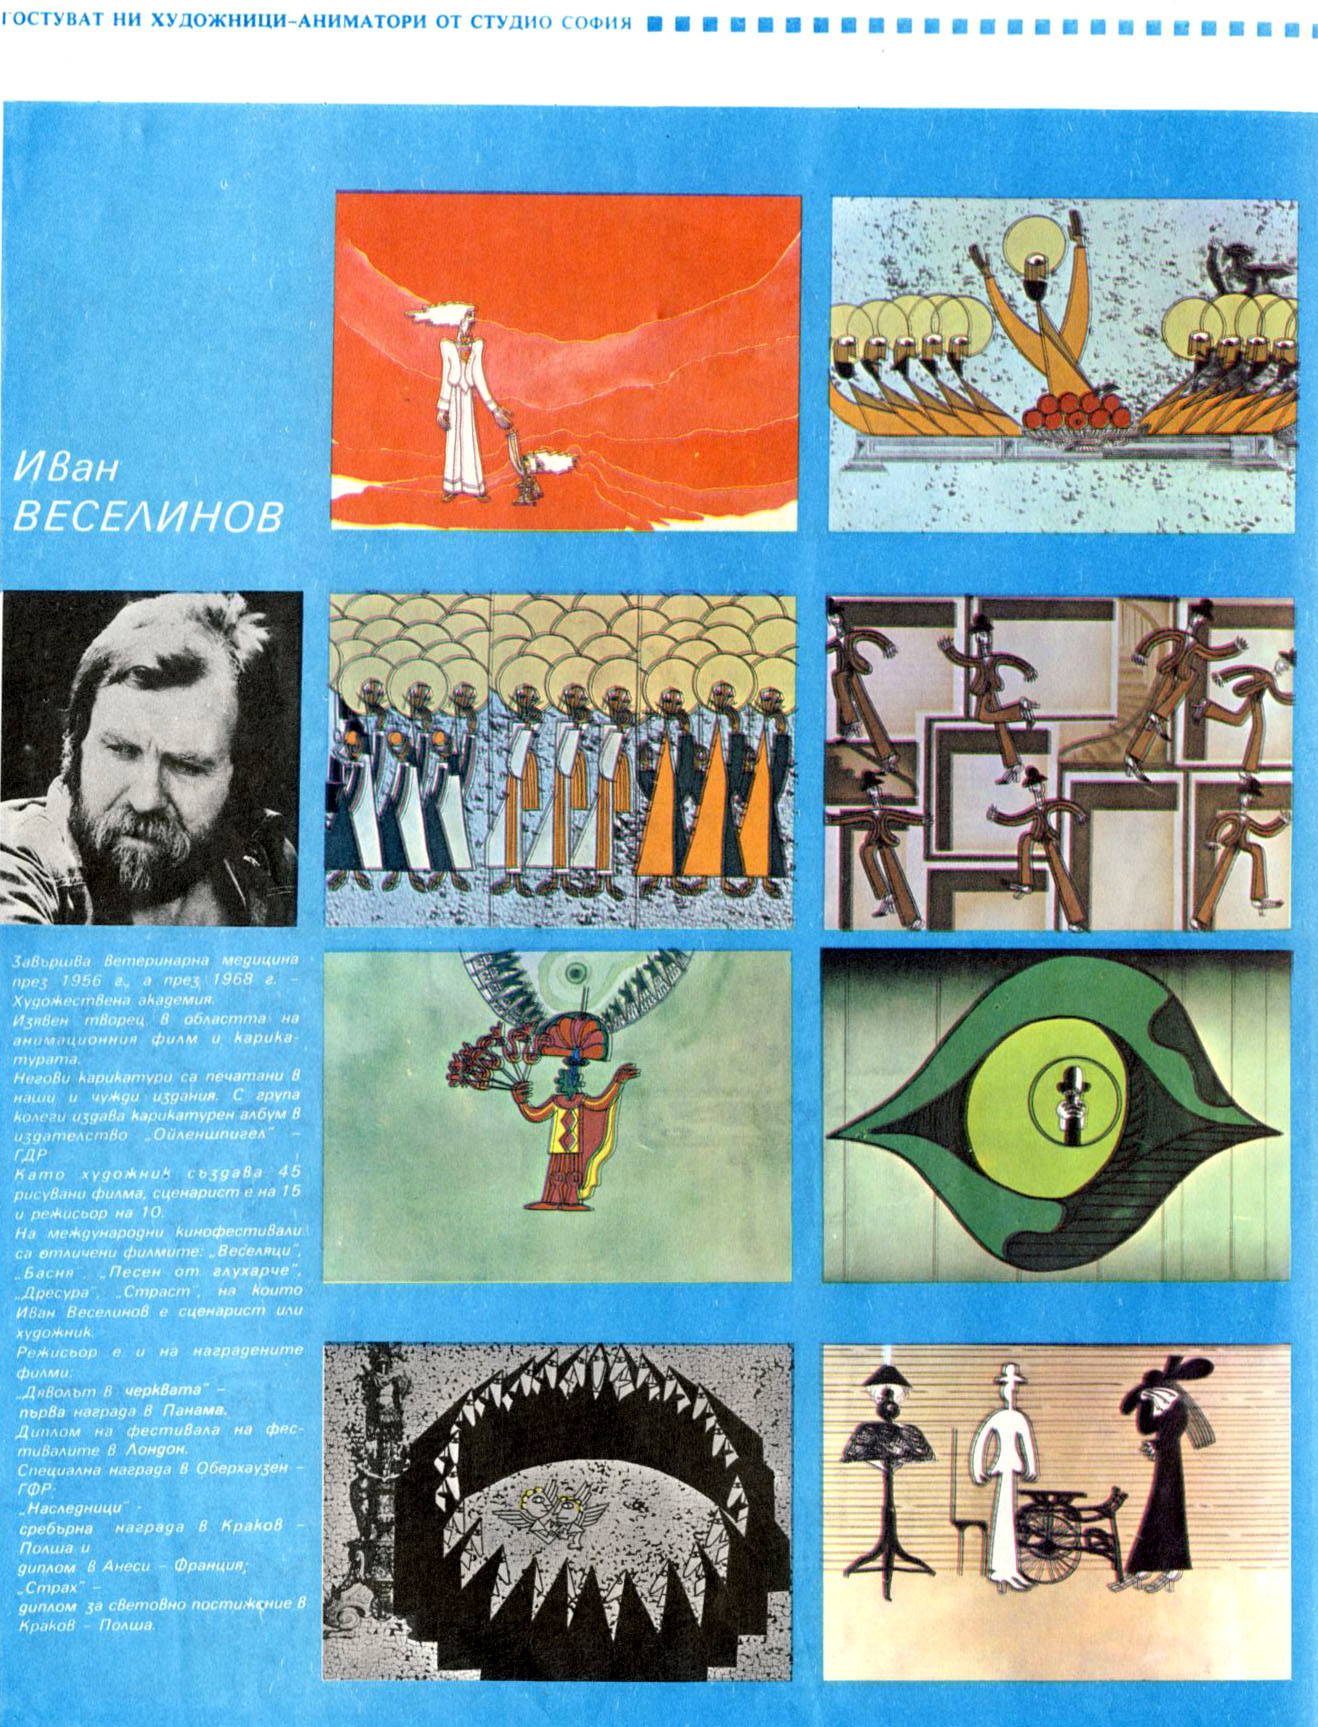 ГОСТУВАТ НИ ХУДОЖНИЦИ-АНИМАТОРИ ОТ СТУДИО СОФИЯ
Иван
ВЕСЕЛИНОВ
Завършва ветеринарна медицина
през 1956 г., а през 1968 г. –
Художествена академия.
Изявен творец в областта на
анимационния филм и карика-
турата.
Негови карикатури са печатани в
наши и чужди издания. С група
колеги издава карикатурен албум в
издателство „Ойленшпигел" –
ГДР
Като художник създава 45
рисувани филма, сценарист е на 15
и режисьор на 10.
На международни кинофестивали
са отличени филмите: „Веселяци",
„Басня", „Песен от глухарче",
„Дресура", „Страст", на които
Иван Веселинов е сценарист или
художник.
Режисьор е и на наградените
филми:
„Дяволът в черквата" –
първа награда в Панама.
Диплом на фестивала на фес-
тивалите в Лондон.
Специална награда в Оберхаузен –
ГФР.
„Наследници" -
сребърна награда в Краков –
Полша и
диплом в Анеси – Франция;
„Страх" –
диплом за световно постижение в
Краков – Полша.